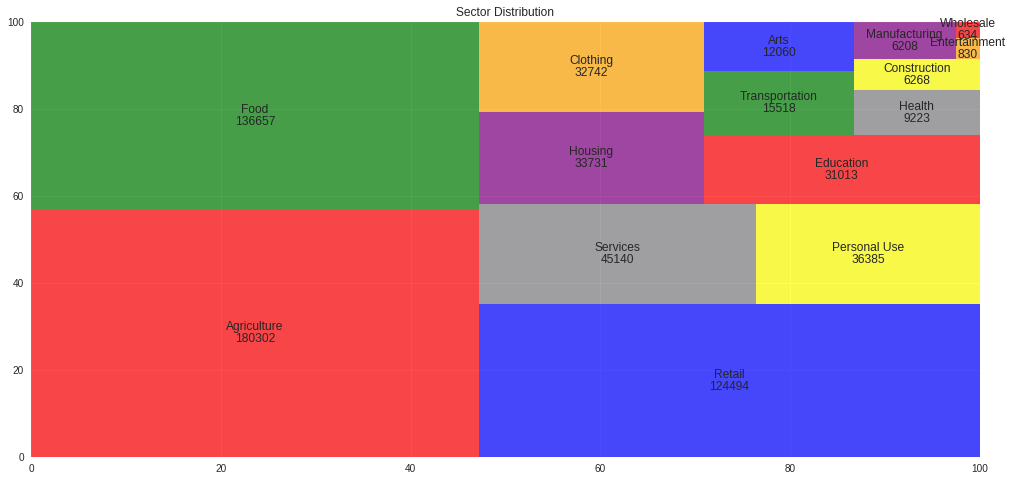 Sector Distribution
100
80
60
40
20
0
0
20
40
60
80
100
Food
136657
Agriculture
180302
Clothing
32742
Housing
33731
Services
45140
Personal Use
36385
Retail
124494
Arts
12060
Transportation
15518
Education
31013
Manufacturing
6208
Wholesale
634
Entertainment
830
Construction
6268
Health
9223